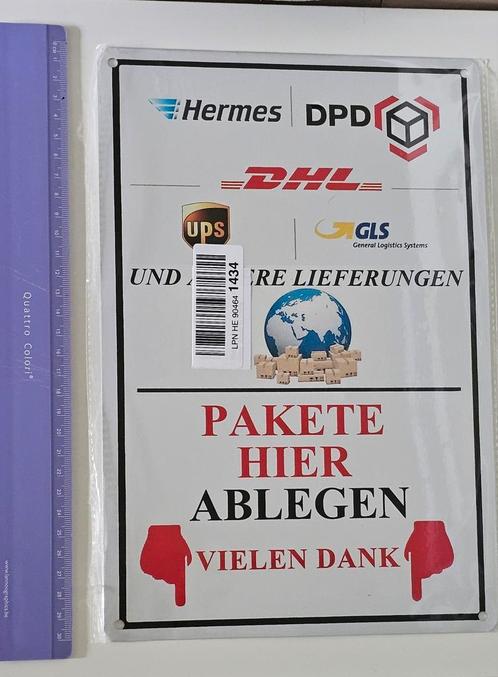 Hermes
DPD
DHL
ups
GLS
General Logistics Systems
UND A ERE LIEFERUNGEN
LPN HE 90464 1434
PAKETE
HIER
ABLEGEN
VIELEN DANK
Quattro Colori®